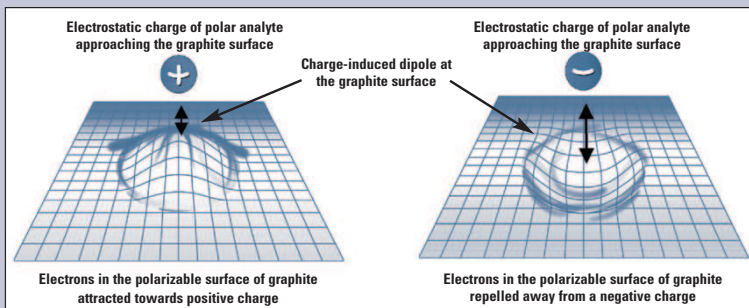 Electrostatic charge of polar analyte
approaching the graphite surface
+
Charge-induced dipole at
the graphite surface
Electrons in the polarizable surface of graphite
attracted towards positive charge
Electrostatic charge of polar analyte
approaching the graphite surface
−
Electrons in the polarizable surface of graphite
repelled away from a negative charge